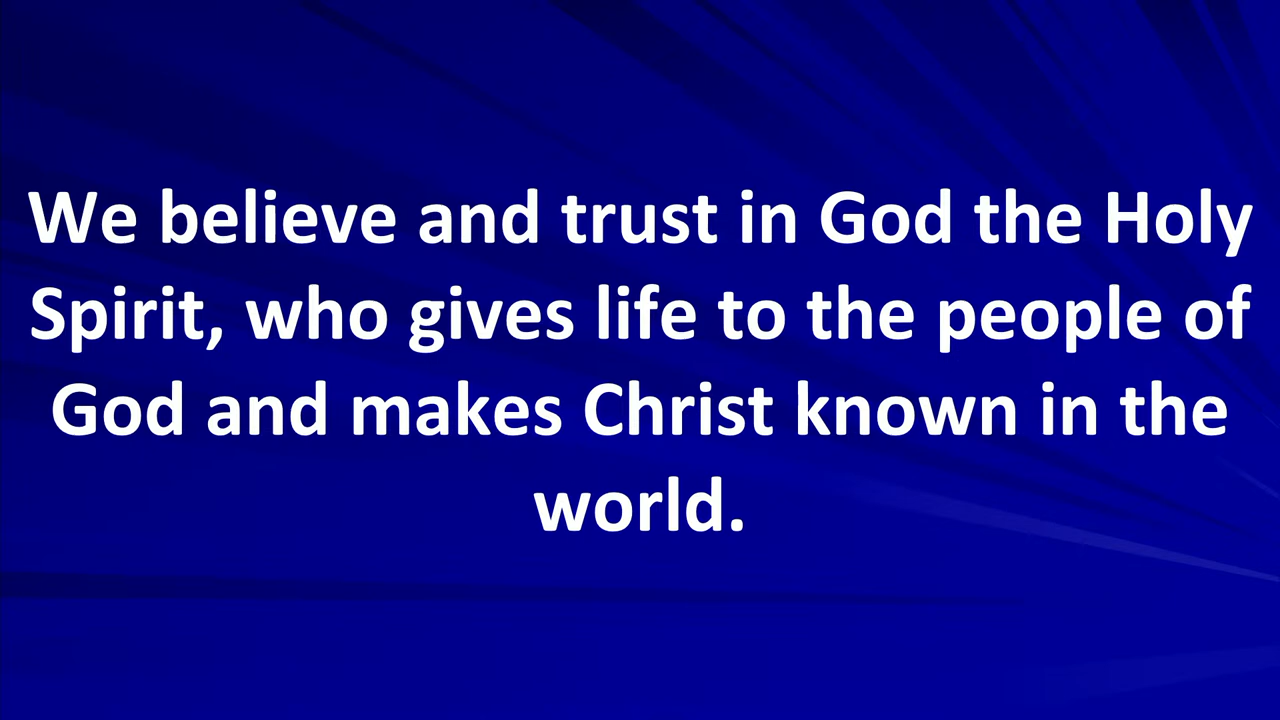 We believe and trust in God the Holy
Spirit, who gives life to the people of
God and makes Christ known in the
world.